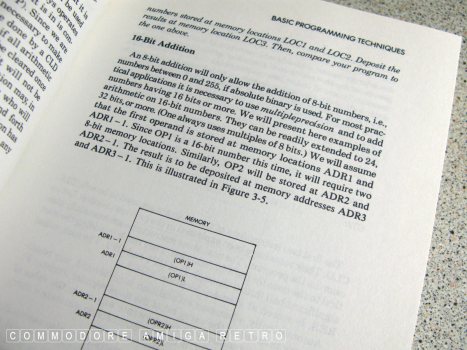 BASIC PROGRAMMING TECHNIQUES
numbers stored at memory locations LOC1 and LOC2. Deposit the
results at memory location LOC3. Then, compare your program to
the one above.
16-Bit Addition
An 8-bit addition will only allow the addition of 8-bit numbers, i.e.,
numbers between 0 and 255, if absolute binary is used. For most prac-
tical applications it is necessary to use multipleprecision and to add
numbers having 16 bits or more. We will present here examples of
arithmetic on 16-bit numbers. They can be readily extended to 24,
32 bits, or more. (One always uses multiples of 8 bits.) We will assume
that the first operand is stored at memory locations ADR1 and
ADR1-1. Since OP1 is a 16-bit number this time, it will require two
8-bit memory locations. Similarly, OP2 will be stored at ADR2 and
ADR2-1. The result is to be deposited at memory addresses ADR3
and ADR3-1. This is illustrated in Figure 3-5.
MEMORY
ADR1-1
(OP1)H
ADR1
(OP1)L
ADR2-1
(OPR2)H
ADR2
COMMODORE AMIGA RETRO